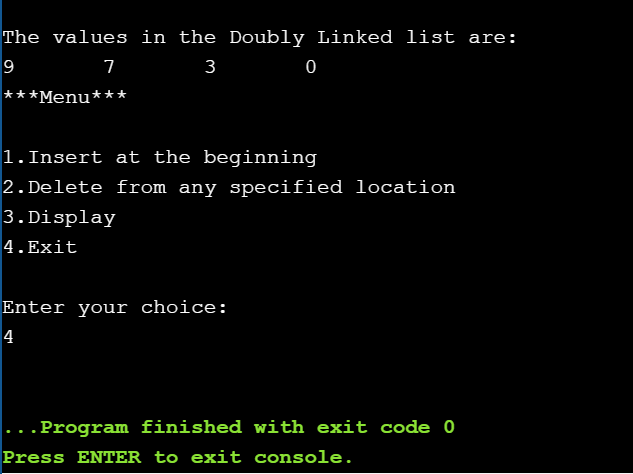 The values in the Doubly Linked list are:
9 7 3 0
***Menu***
1.Insert at the beginning
2.Delete from any specified location
3.Display
4.Exit
Enter your choice:
4
...Program finished with exit code 0
Press ENTER to exit console.